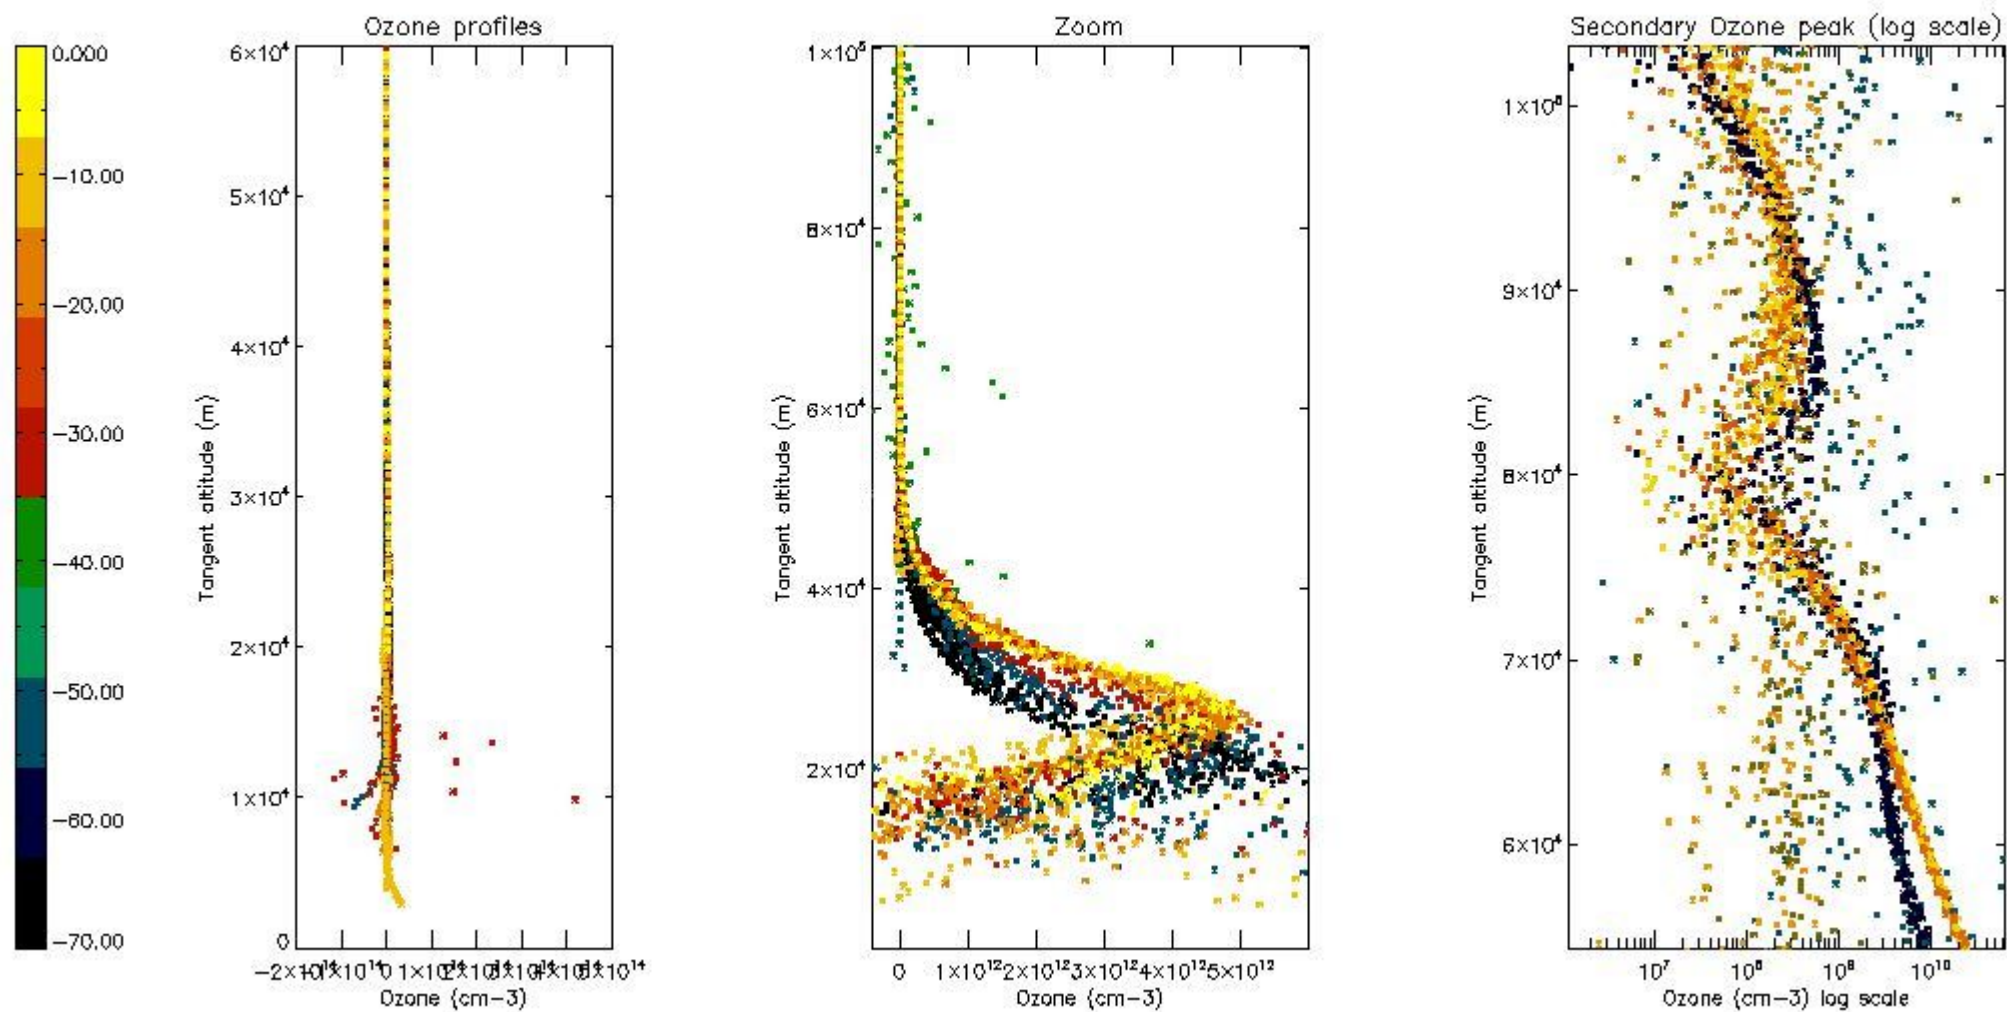 Ozone profiles
Zoom
Secondary Ozone peak (log scale)
0.000
−10.00
−20.00
−30.00
−40.00
−50.00
−60.00
−70.00
6×10⁴
5×10⁴
4×10⁴
3×10⁴
2×10⁴
1×10⁴
0
Tangent altitude (m)
0
Ozone (cm−3)
1×10⁵
8×10⁴
6×10⁴
4×10⁴
2×10⁴
0
Tangent altitude (m)
0 1×10¹² 2×10¹² 3×10¹² 4×10¹² 5×10¹²
Ozone (cm−3)
1×10⁵
9×10⁴
8×10⁴
7×10⁴
6×10⁴
Tangent altitude (m)
10⁷ 10⁸ 10⁹ 10¹⁰
Ozone (cm−3) log scale